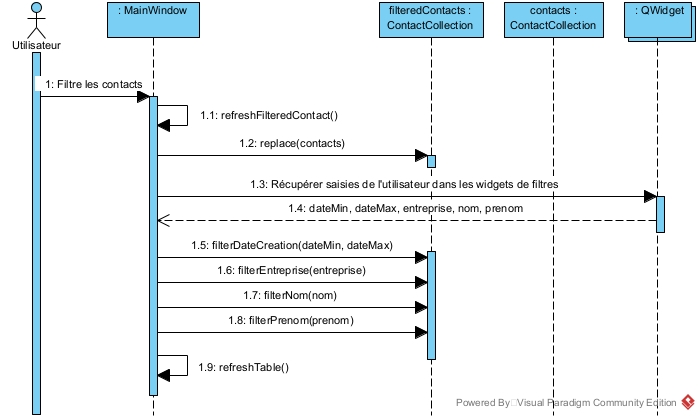 : MainWindow
filteredContacts :
ContactCollection
contacts :
ContactCollection
: QWidget
Utilisateur
1: Filtre les contacts
1.1: refreshFilteredContact()
1.2: replace(contacts)
1.3: Récupérer saisies de l'utilisateur dans les widgets de filtres
1.4: dateMin, dateMax, entreprise, nom, prenom
1.5: filterDateCreation(dateMin, dateMax)
1.6: filterEntreprise(entreprise)
1.7: filterNom(nom)
1.8: filterPrenom(prenom)
1.9: refreshTable()
Powered By Visual Paradigm Community Edition